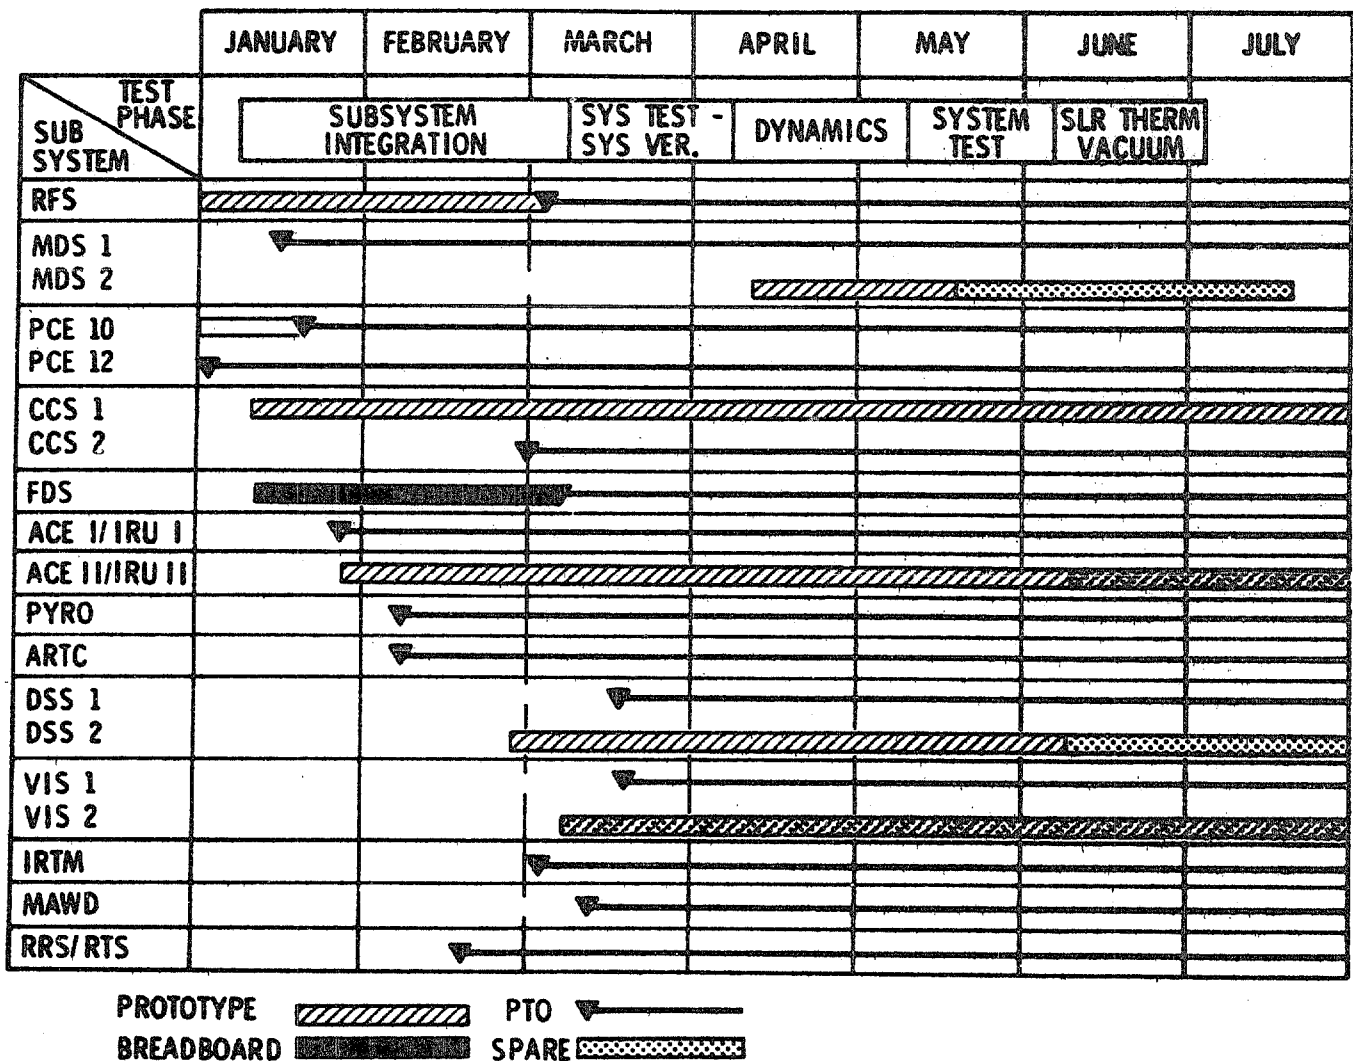 JANUARY FEBRUARY MARCH APRIL MAY JUNE JULY
TEST
PHASE
SUB
SYSTEM
SUBSYSTEM
INTEGRATION
SYS TEST -
SYS VER.
DYNAMICS
SYSTEM
TEST
SLR THERM
VACUUM
RFS
MDS 1
MDS 2
PCE 10
PCE 12
CCS 1
CCS 2
FDS
ACE I/IRU I
ACE II/IRU II
PYRO
ARTC
DSS 1
DSS 2
VIS 1
VIS 2
IRTM
MAWD
RRS/RTS
PROTOTYPE PTO
BREADBOARD SPARE